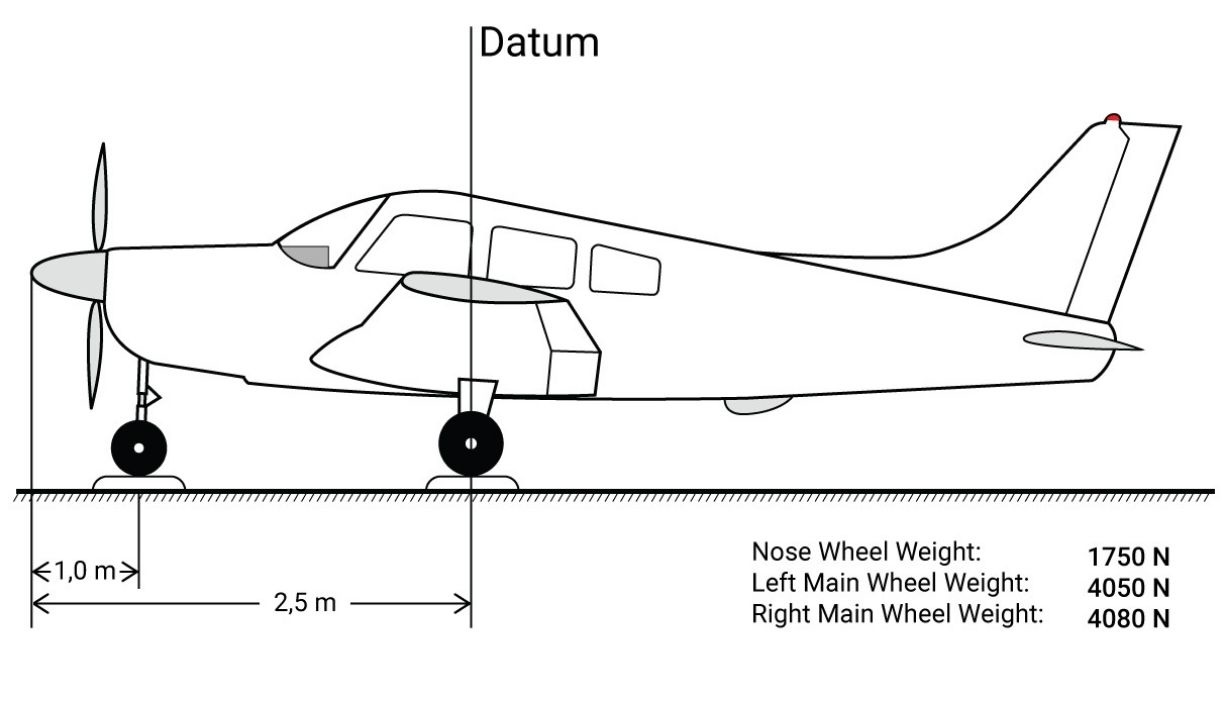 Datum
1,0 m
2,5 m
Nose Wheel Weight: 1750 N
Left Main Wheel Weight: 4050 N
Right Main Wheel Weight: 4080 N